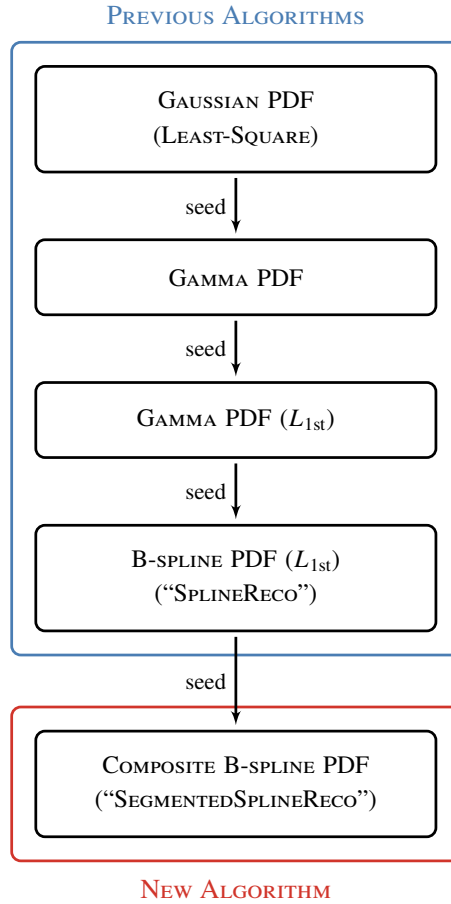 Previous Algorithms
Gaussian PDF
(Least-Square)
seed
Gamma PDF
seed
Gamma PDF (L1st)
seed
B-spline PDF (L1st)
(“SplineReco”)
seed
Composite B-spline PDF
(“SegmentedSplineReco”)
New Algorithm